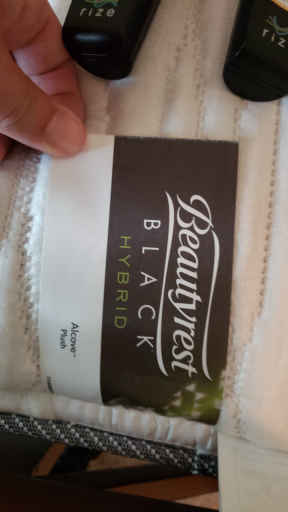 rize
rize
Beautyrest
BLACK
HYBRID
Alcove™
Plush